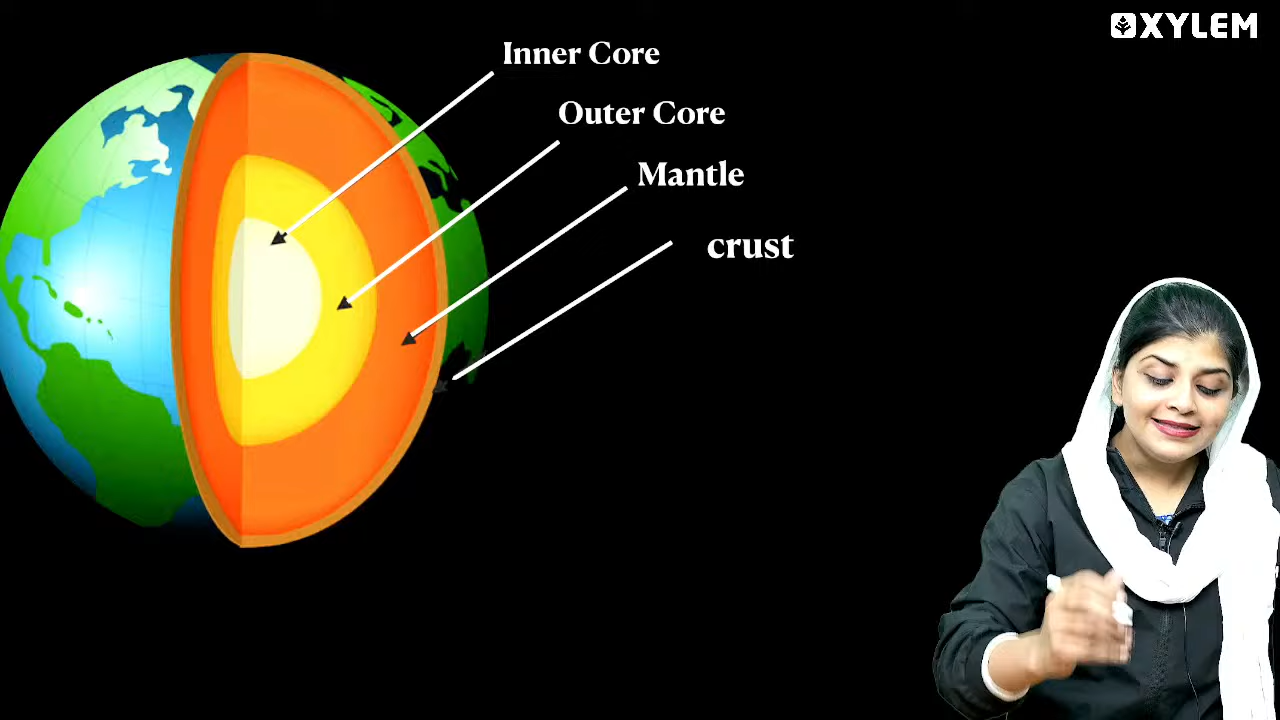 XYLEM
Inner Core
Outer Core
Mantle
crust